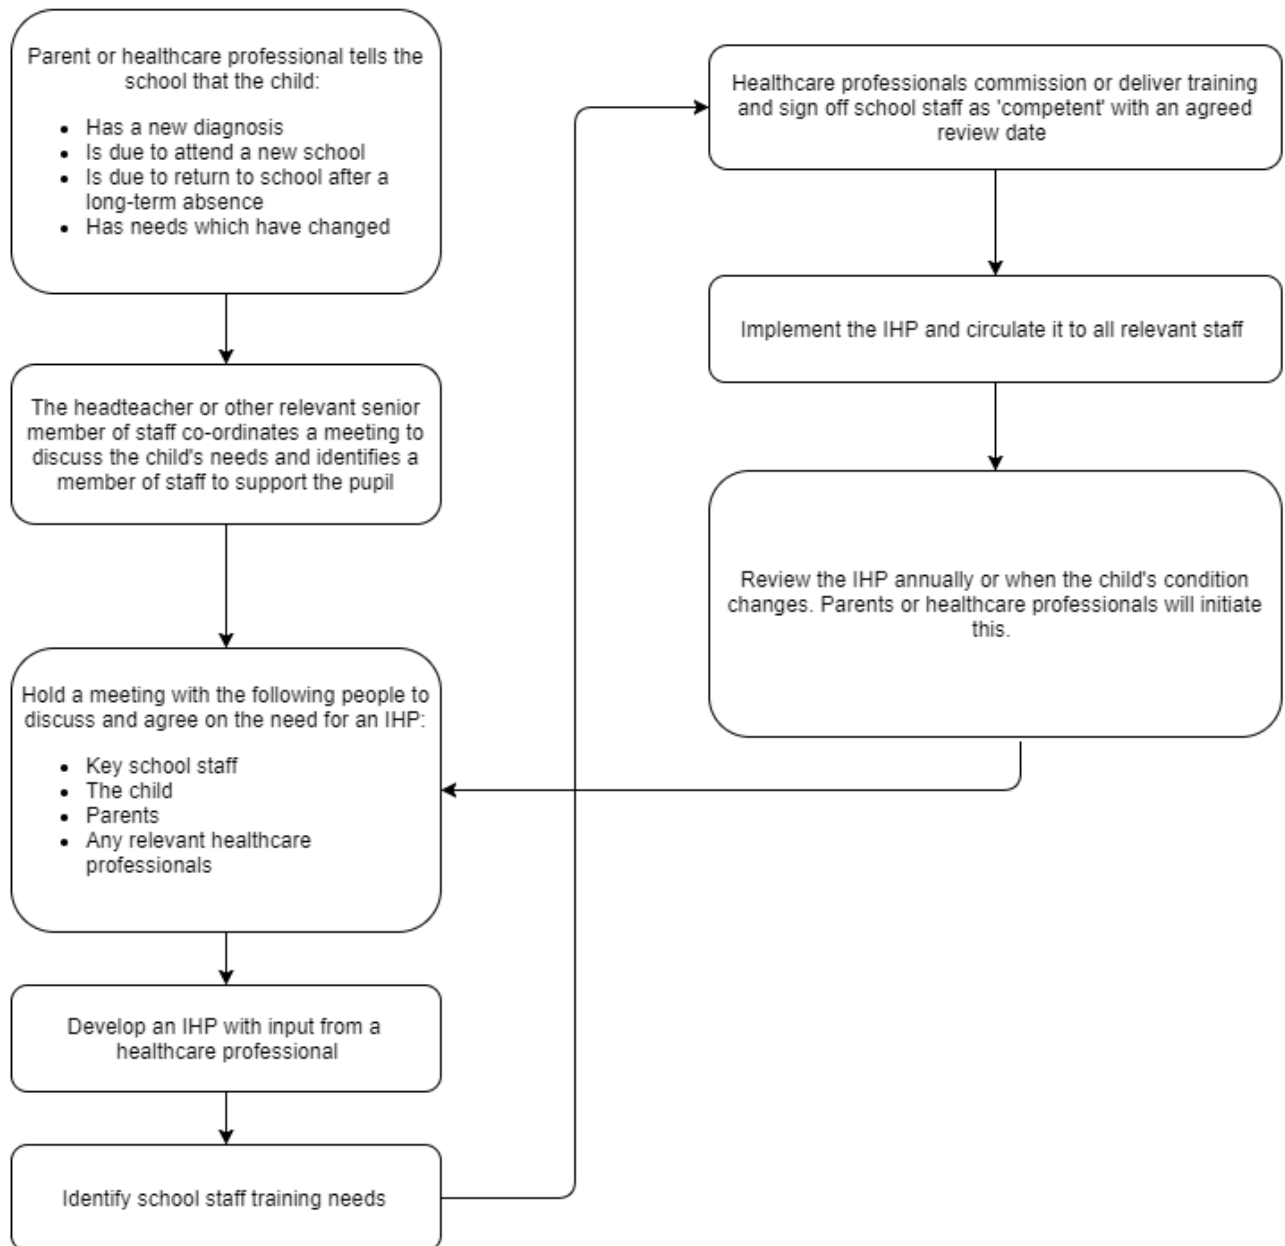 Parent or healthcare professional tells the
school that the child:
• Has a new diagnosis
• Is due to attend a new school
• Is due to return to school after a
long-term absence
• Has needs which have changed
The headteacher or other relevant senior
member of staff co-ordinates a meeting to
discuss the child's needs and identifies a
member of staff to support the pupil
Hold a meeting with the following people to
discuss and agree on the need for an IHP:
• Key school staff
• The child
• Parents
• Any relevant healthcare
professionals
Develop an IHP with input from a
healthcare professional
Identify school staff training needs
Healthcare professionals commission or deliver training
and sign off school staff as 'competent' with an agreed
review date
Implement the IHP and circulate it to all relevant staff
Review the IHP annually or when the child's condition
changes. Parents or healthcare professionals will initiate
this.